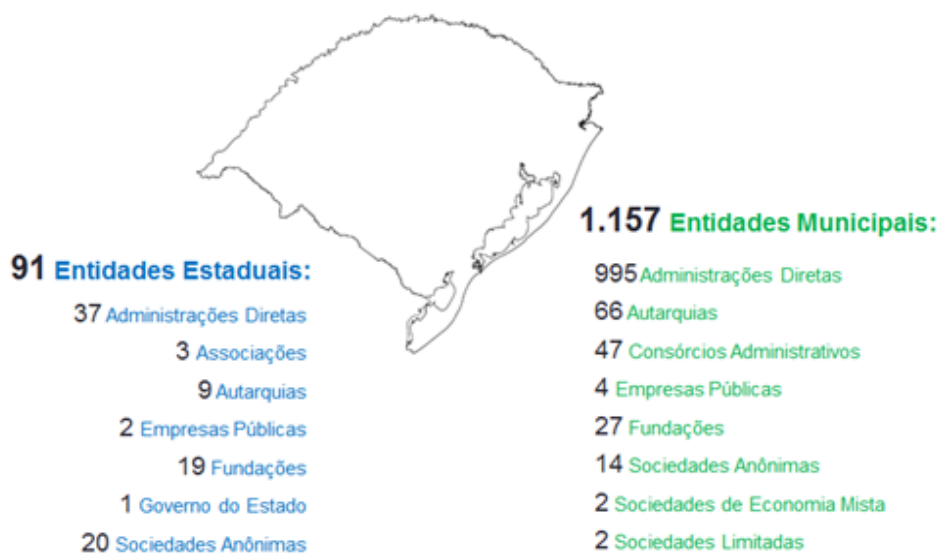 91 Entidades Estaduais:
37 Administrações Diretas
3 Associações
9 Autarquias
2 Empresas Públicas
19 Fundações
1 Governo do Estado
20 Sociedades Anônimas
1.157 Entidades Municipais:
995 Administrações Diretas
66 Autarquias
47 Consórcios Administrativos
4 Empresas Públicas
27 Fundações
14 Sociedades Anônimas
2 Sociedades de Economia Mista
2 Sociedades Limitadas